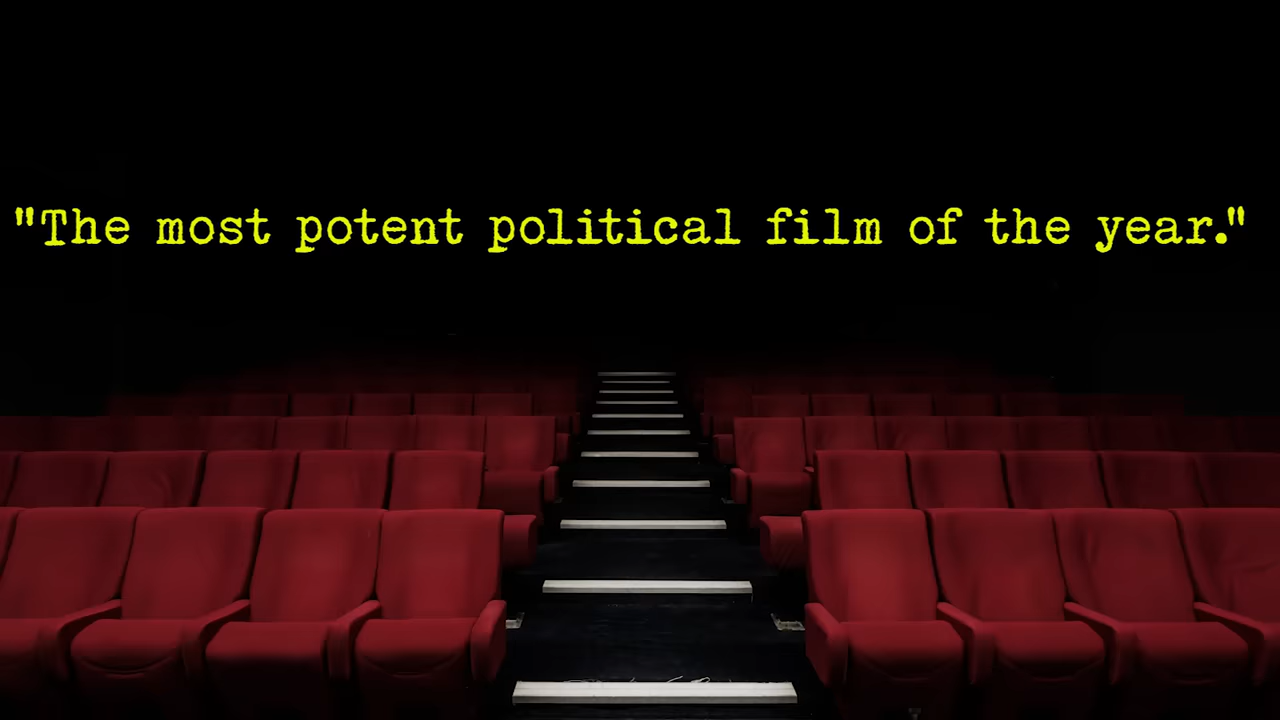 "The most potent political film of the year."